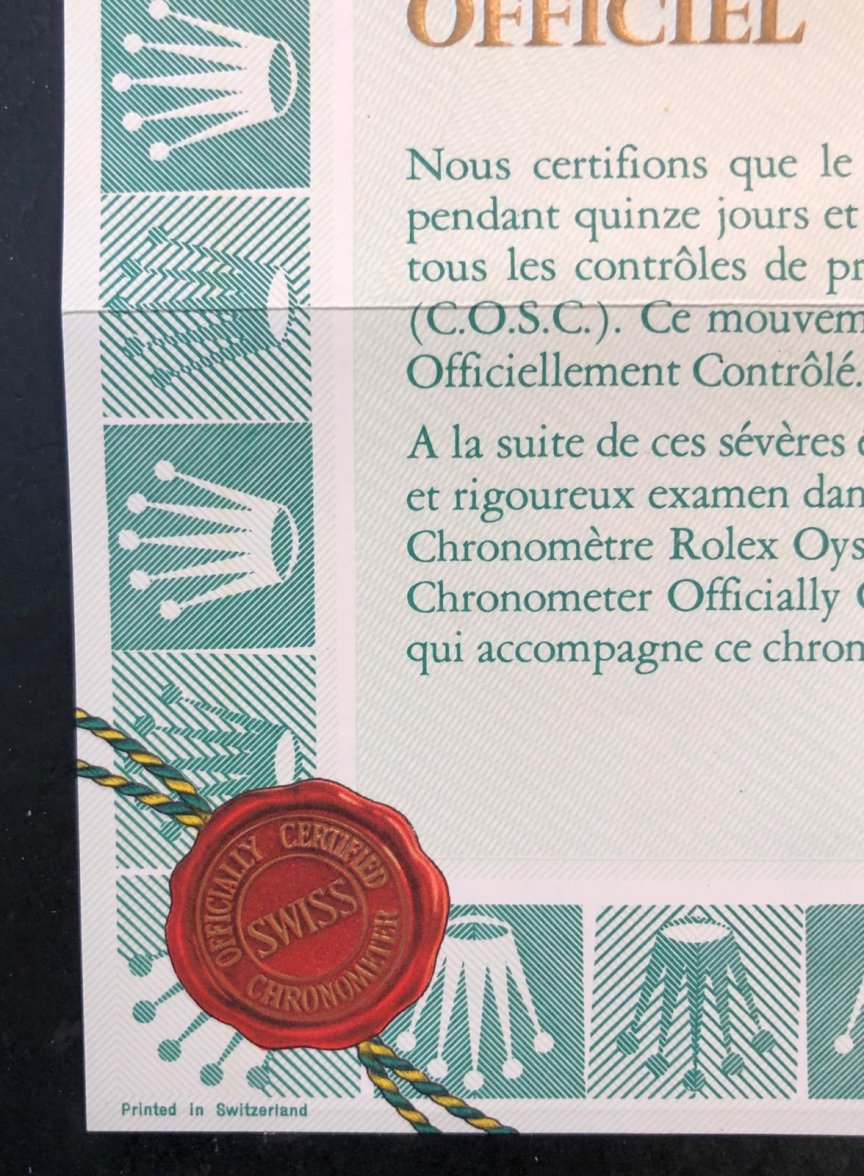 OFFICIEL
Nous certifions que le
pendant quinze jours et
tous les contrôles de pr
(C.O.S.C.). Ce mouvem
Officiellement Contrôlé.
A la suite de ces sévères é
et rigoureux examen dan
Chronomètre Rolex Oys
Chronometer Officially C
qui accompagne ce chron
OFFICIALLY CERTIFIED
SWISS
CHRONOMETER
Printed in Switzerland